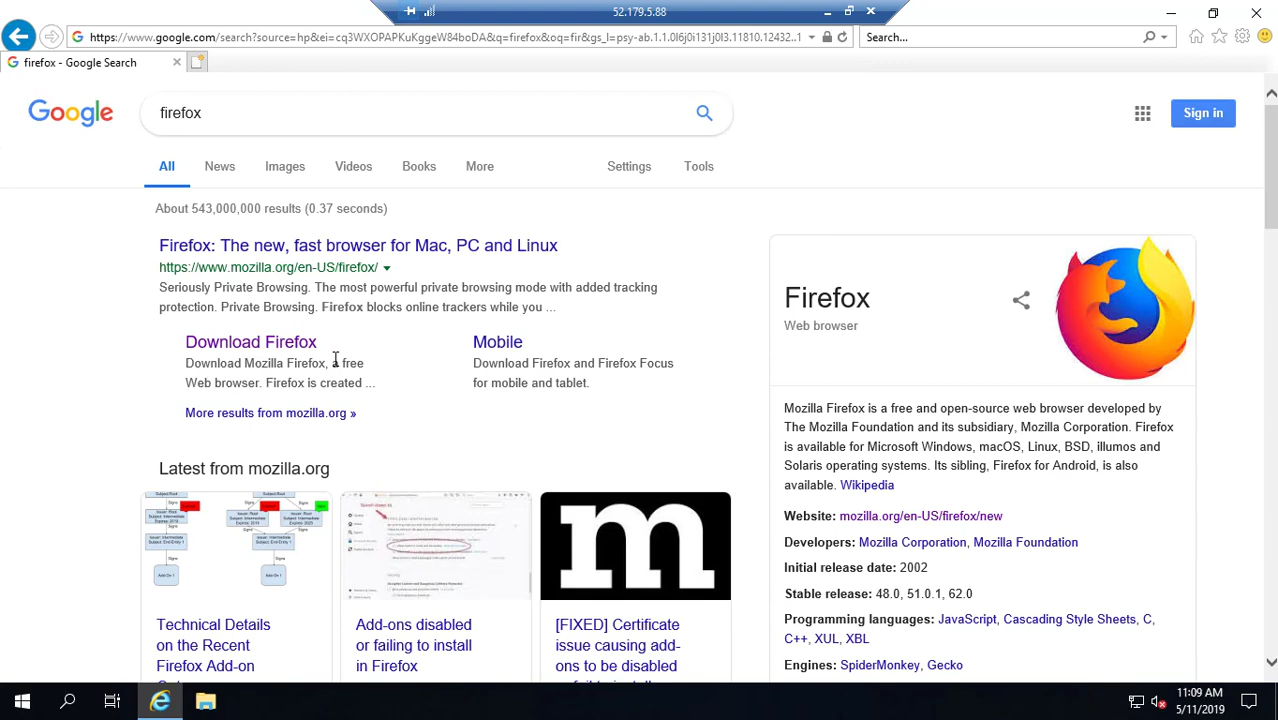 52.179.5.88
https://www.google.com/search?source=hp&ei=cq3WXOPAPKuKggeW84boDA&q=firefox&oq=fir&gs_l=psy-ab.1.1.0l6j0i131j0l3.11810.12432..1
Search...
firefox - Google Search
Google
firefox
Sign in
All News Images Videos Books More Settings Tools
About 543,000,000 results (0.37 seconds)
Firefox: The new, fast browser for Mac, PC and Linux
https://www.mozilla.org/en-US/firefox/
Seriously Private Browsing. The most powerful private browsing mode with added tracking
protection. Private Browsing. Firefox blocks online trackers while you ...
Download Firefox
Download Mozilla Firefox, a free
Web browser. Firefox is created ...
Mobile
Download Firefox and Firefox Focus
for mobile and tablet.
More results from mozilla.org »
Latest from mozilla.org
Technical Details
on the Recent
Firefox Add-on
Add-ons disabled
or failing to install
in Firefox
m
[FIXED] Certificate
issue causing add-
ons to be disabled
Firefox
Web browser
Mozilla Firefox is a free and open-source web browser developed by
The Mozilla Foundation and its subsidiary, Mozilla Corporation. Firefox
is available for Microsoft Windows, macOS, Linux, BSD, illumos and
Solaris operating systems. Its sibling, Firefox for Android, is also
available. Wikipedia
Website: mozilla.org/en-US/firefox/new
Developers: Mozilla Corporation, Mozilla Foundation
Initial release date: 2002
Stable release: 48.0, 51.0.1, 62.0
Programming languages: JavaScript, Cascading Style Sheets, C,
C++, XUL, XBL
Engines: SpiderMonkey, Gecko
11:09 AM
5/11/2019